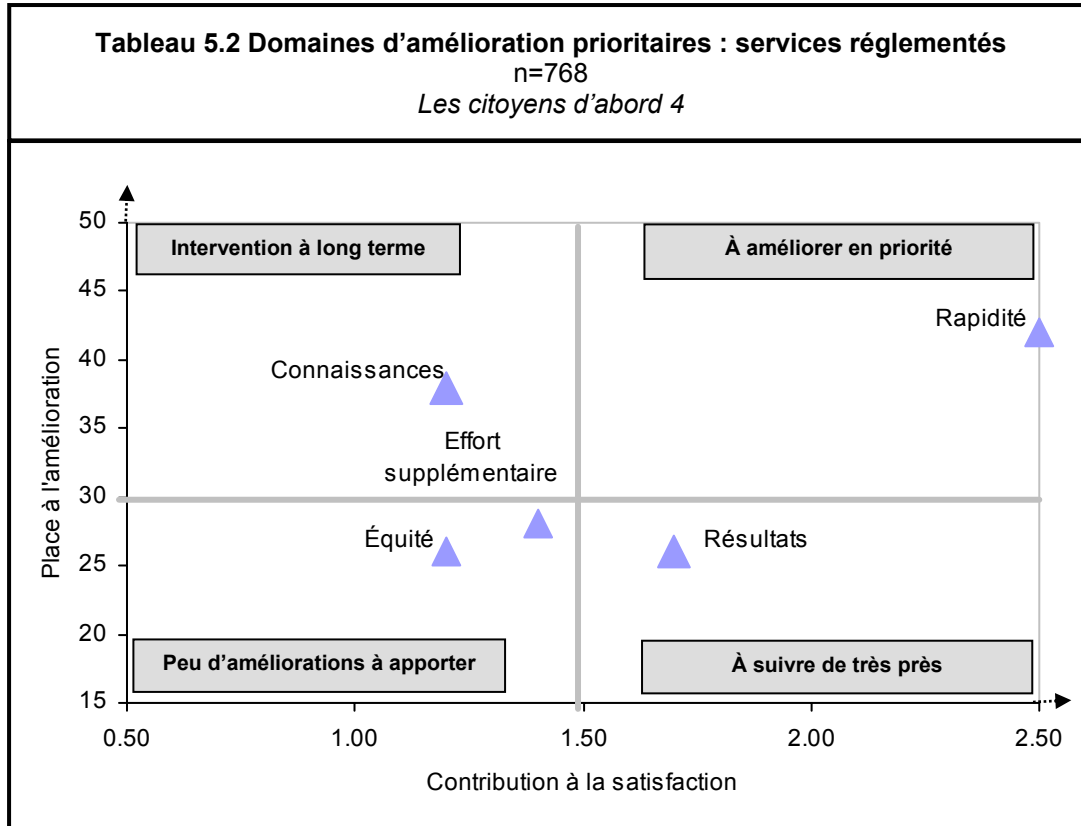 Tableau 5.2 Domaines d’amélioration prioritaires : services réglementés
n=768
Les citoyens d’abord 4
50
45
40
35
30
25
20
15
Place à l'amélioration
Intervention à long terme
À améliorer en priorité
Rapidité
Connaissances
Effort
supplémentaire
Équité
Résultats
Peu d’améliorations à apporter
À suivre de très près
0.50
1.00
1.50
2.00
2.50
Contribution à la satisfaction